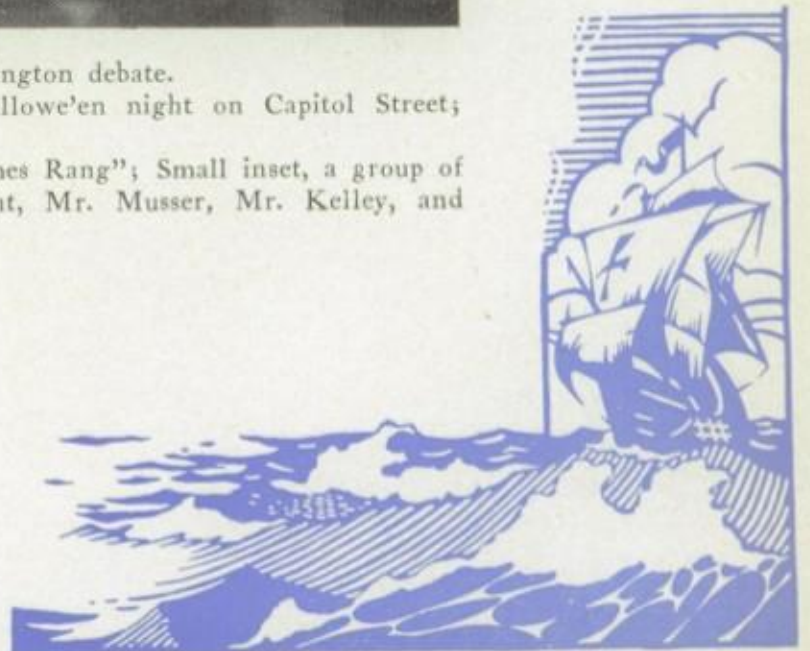 ngton debate.
llowe'en night on Capitol Street;
nes Rang"; Small inset, a group of
nt, Mr. Musser, Mr. Kelley, and